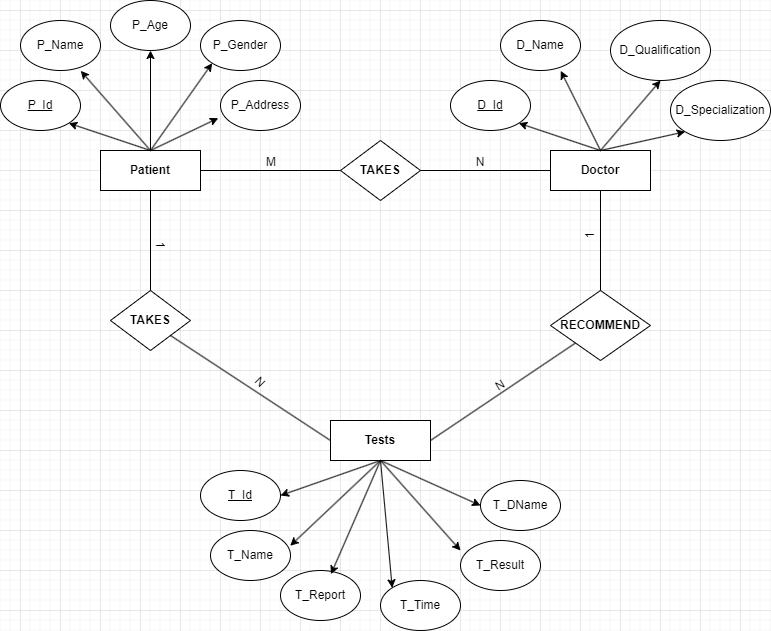 P_Age
P_Name
P_Gender
D_Name
D_Qualification
P_Id
P_Address
D_Id
D_Specialization
Patient
M
TAKES
N
Doctor
1
1
TAKES
RECOMMEND
N
N
Tests
T_Id
T_DName
T_Name
T_Result
T_Report
T_Time